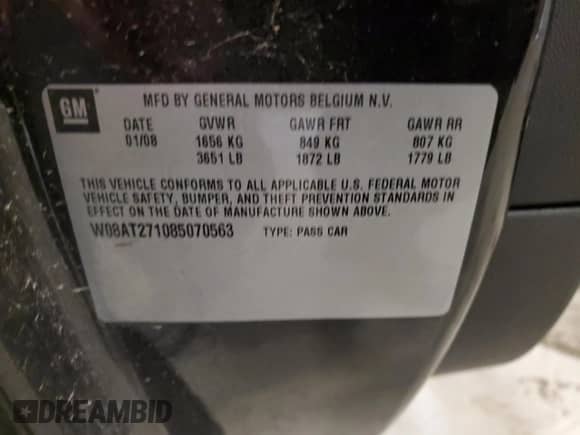 GM
MFD BY GENERAL MOTORS BELGIUM N.V.
DATE GVWR GAWR FRT GAWR RR
01/08 1656 KG 849 KG 807 KG
3651 LB 1872 LB 1779 LB
THIS VEHICLE CONFORMS TO ALL APPLICABLE U.S. FEDERAL MOTOR
VEHICLE SAFETY, BUMPER, AND THEFT PREVENTION STANDARDS IN
EFFECT ON THE DATE OF MANUFACTURE SHOWN ABOVE.
W08AT271085070563 TYPE: PASS CAR
DREAMBID